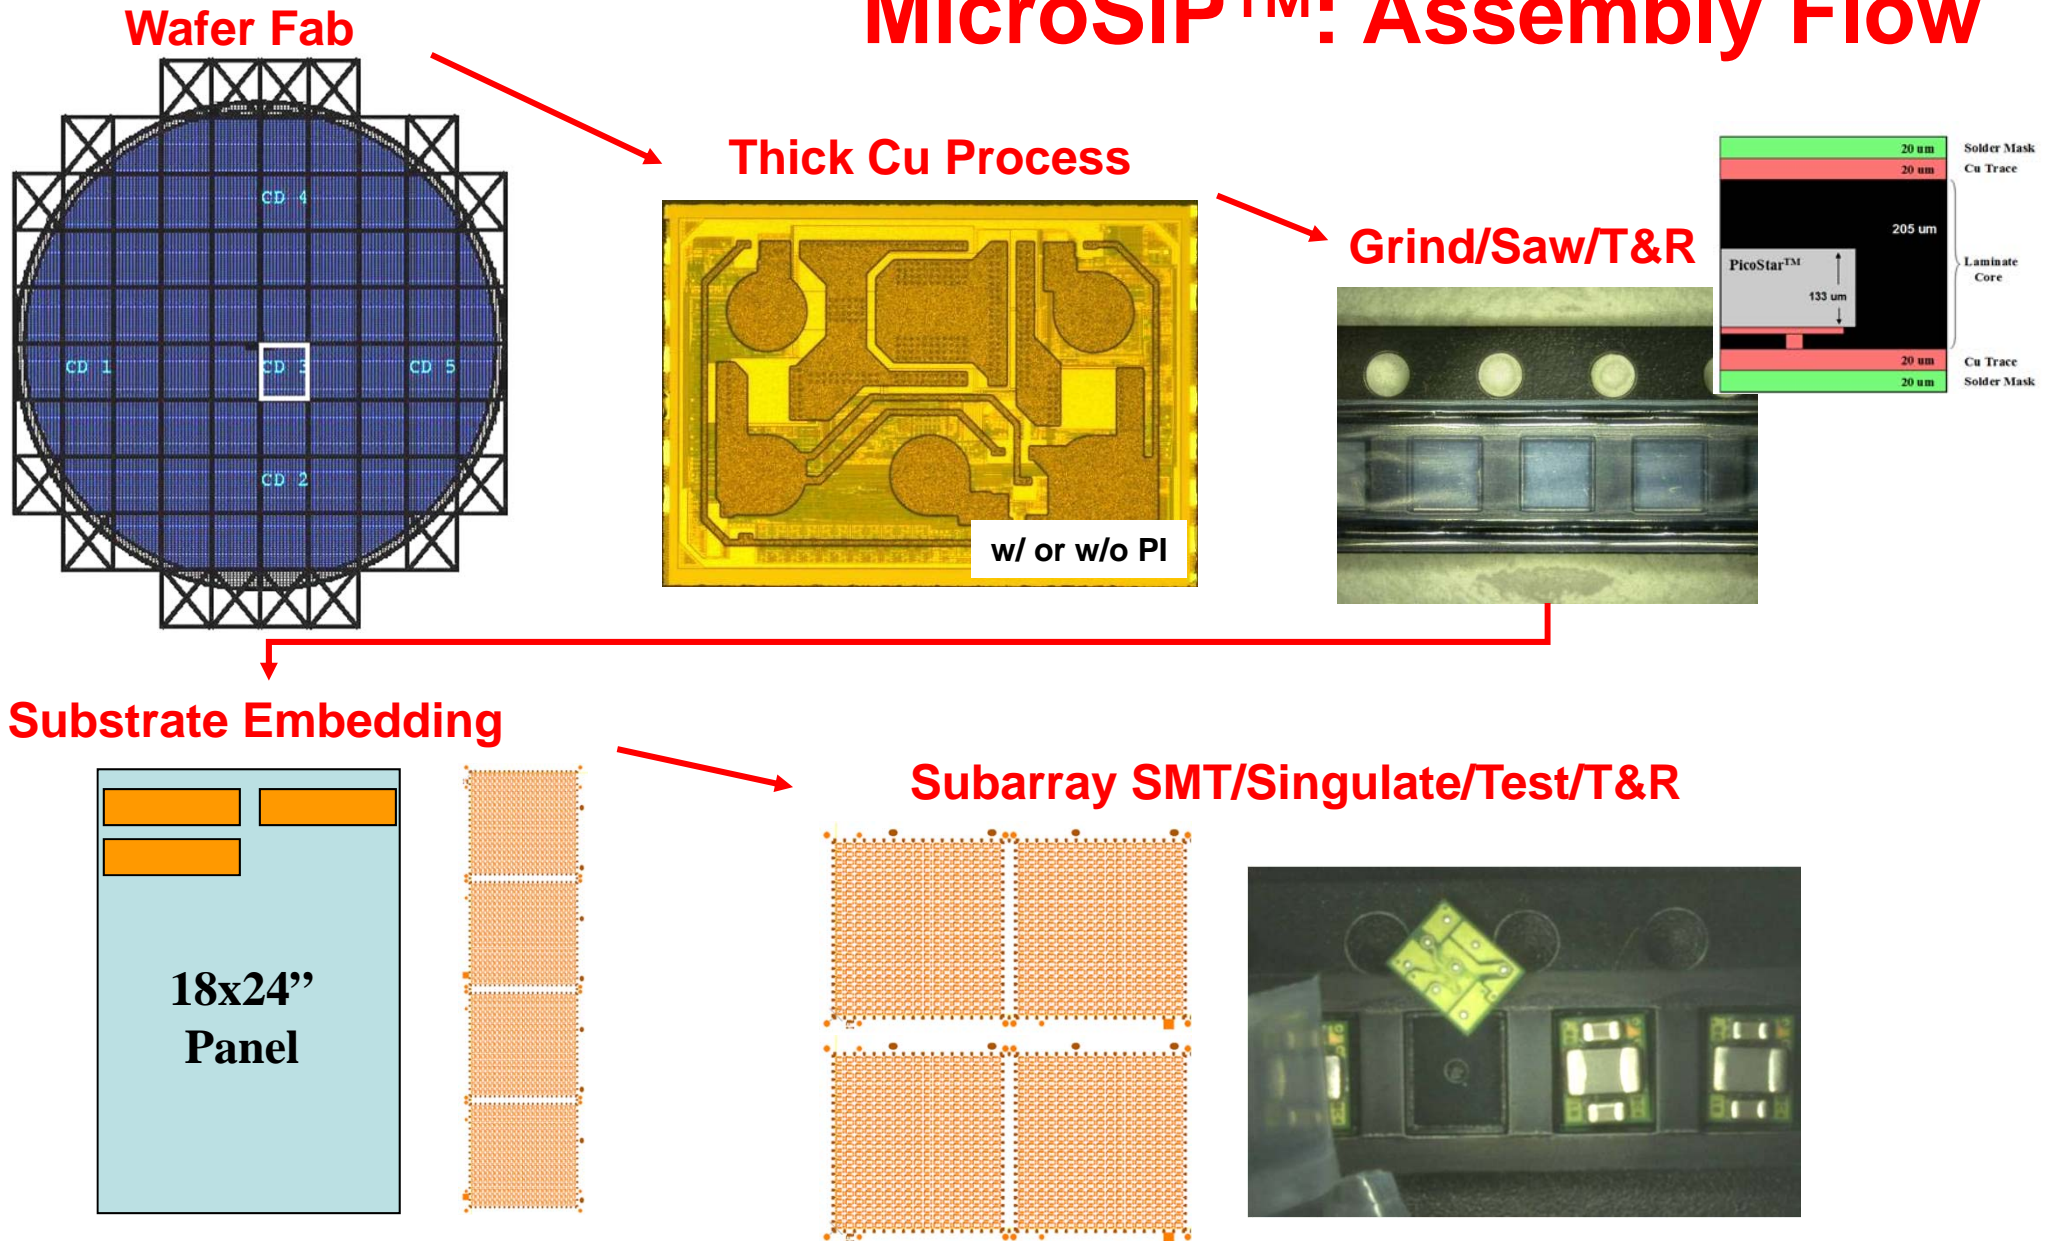 MicroSiP™: Assembly Flow
Wafer Fab
CD 4
CD 1
CD 3
CD 5
CD 2
Thick Cu Process
w/ or w/o PI
Grind/Saw/T&R
20 um
Solder Mask
20 um
Cu Trace
205 um
PicoStar™
Laminate
Core
133 um
20 um
Cu Trace
20 um
Solder Mask
Substrate Embedding
18x24”
Panel
Subarray SMT/Singulate/Test/T&R